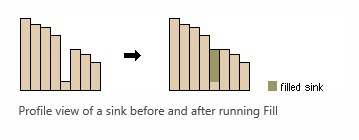 filled sink
Profile view of a sink before and after running Fill